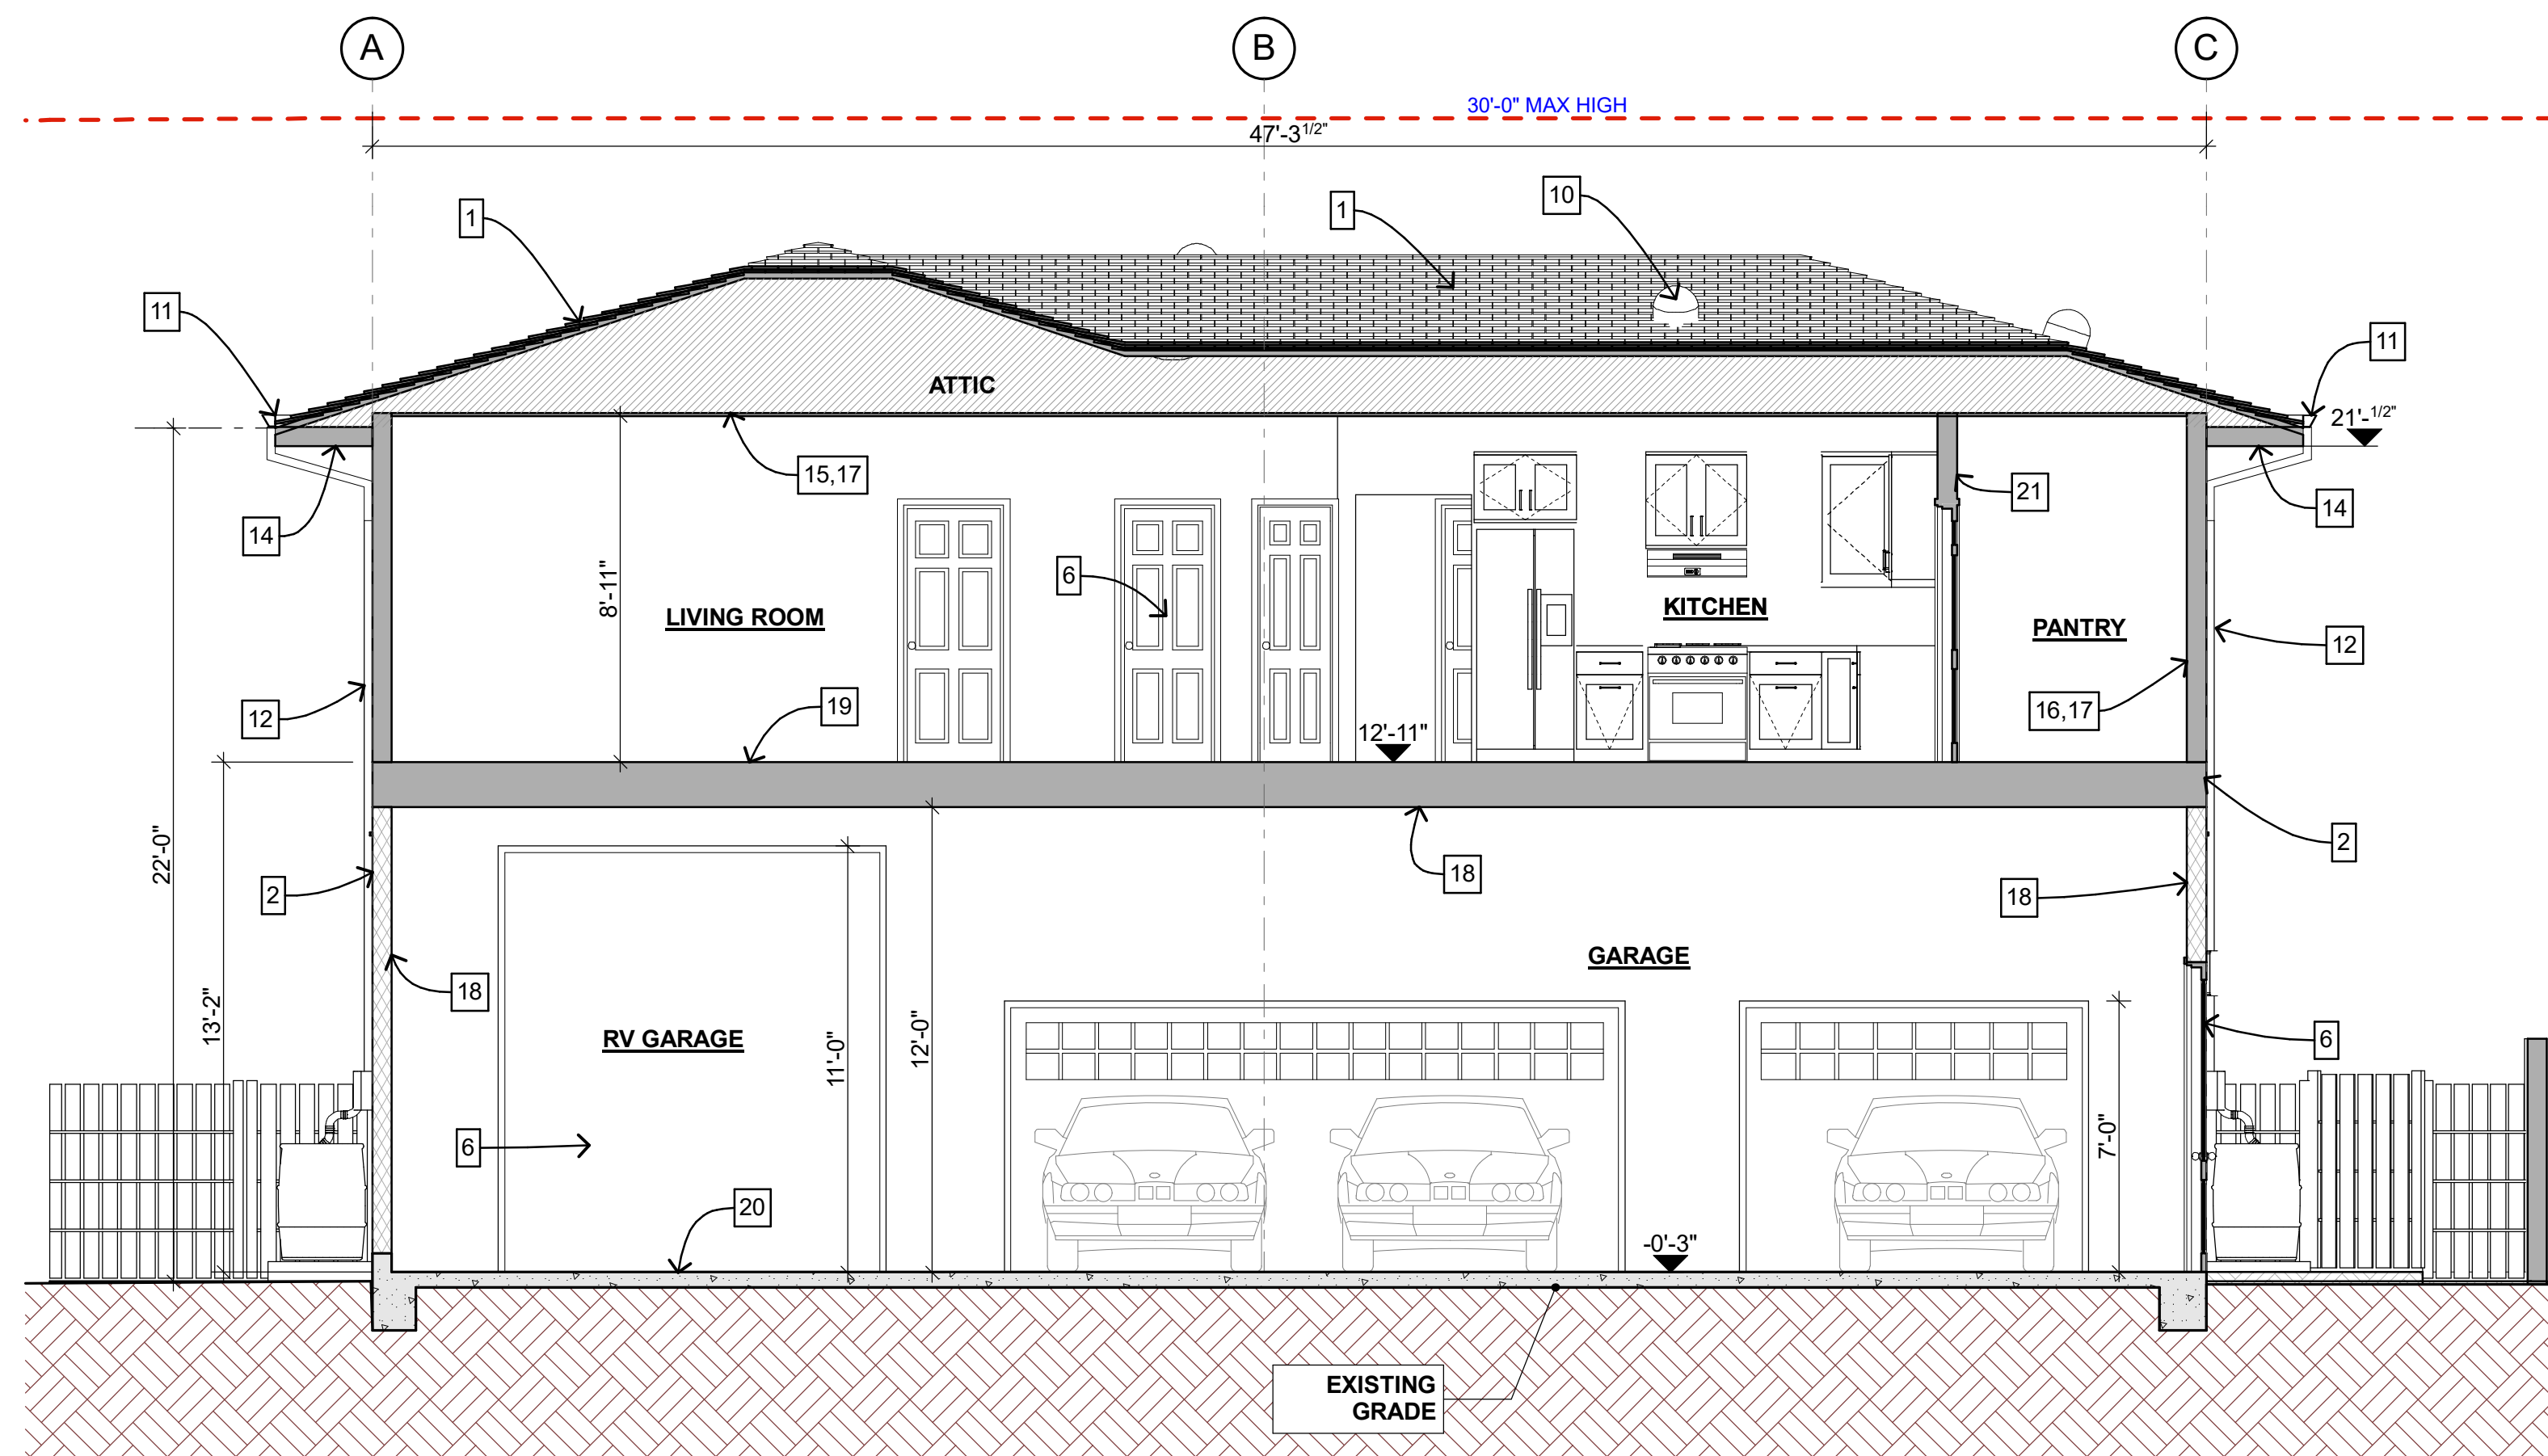 A
B
C
30'-0" MAX HIGH
47'-3 1/2"
1
1
10
11
11
ATTIC
21'- 1/2"
15,17
21
14
14
6
8'-11"
LIVING ROOM
KITCHEN
PANTRY
12
12
19
16,17
12'-11"
22'-0"
2
2
18
18
13'-2"
18
GARAGE
RV GARAGE
11'-0"
12'-0"
6
6
7'-0"
20
-0'-3"
EXISTING
GRADE